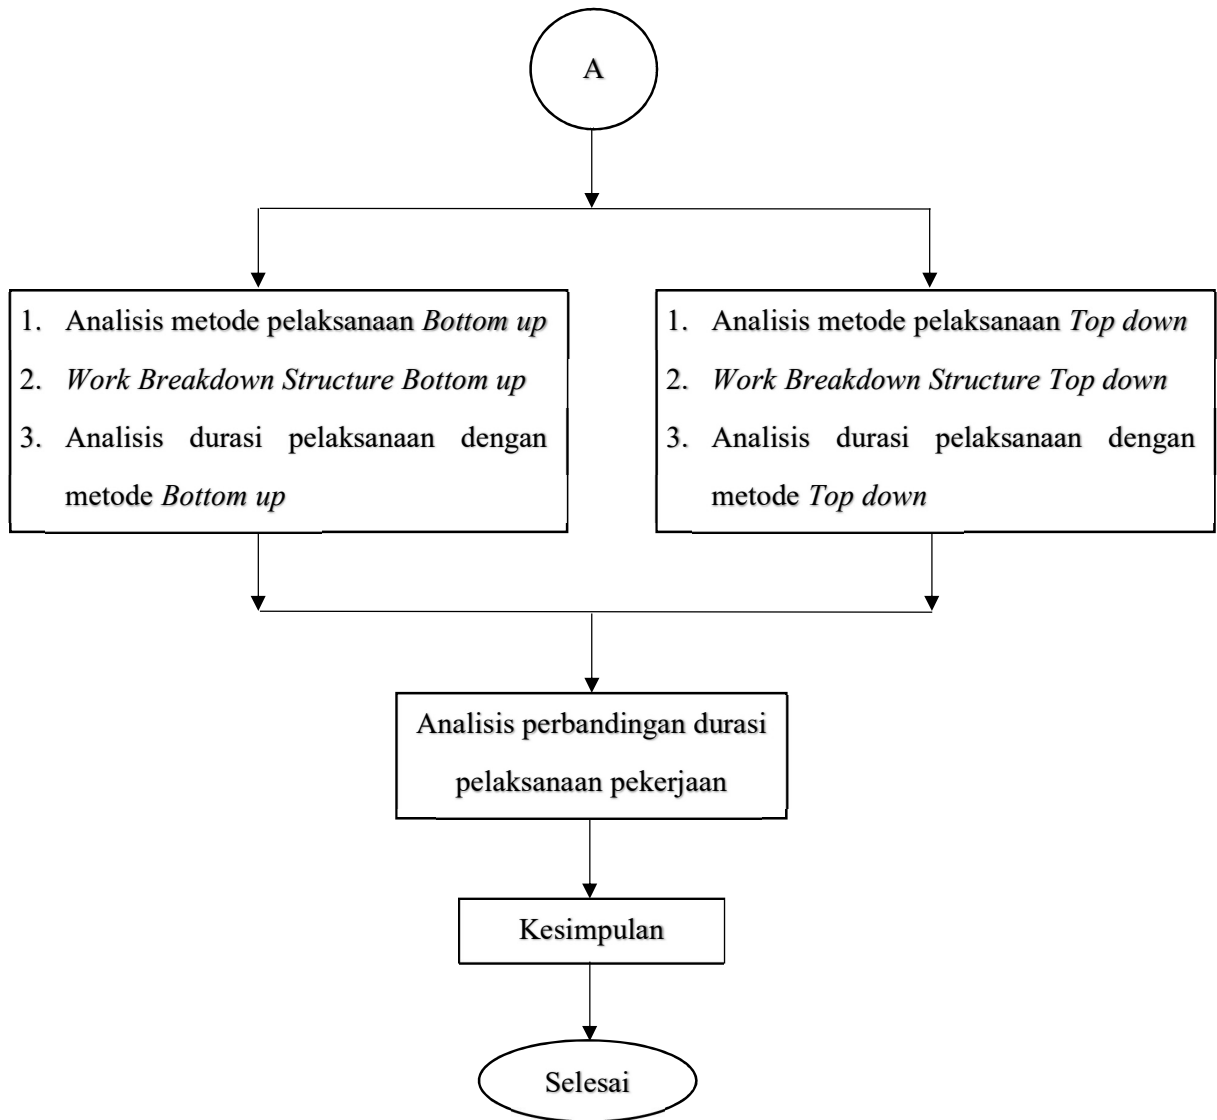 A
1. Analisis metode pelaksanaan Bottom up
2. Work Breakdown Structure Bottom up
3. Analisis durasi pelaksanaan dengan
metode Bottom up
1. Analisis metode pelaksanaan Top down
2. Work Breakdown Structure Top down
3. Analisis durasi pelaksanaan dengan
metode Top down
Analisis perbandingan durasi
pelaksanaan pekerjaan
Kesimpulan
Selesai